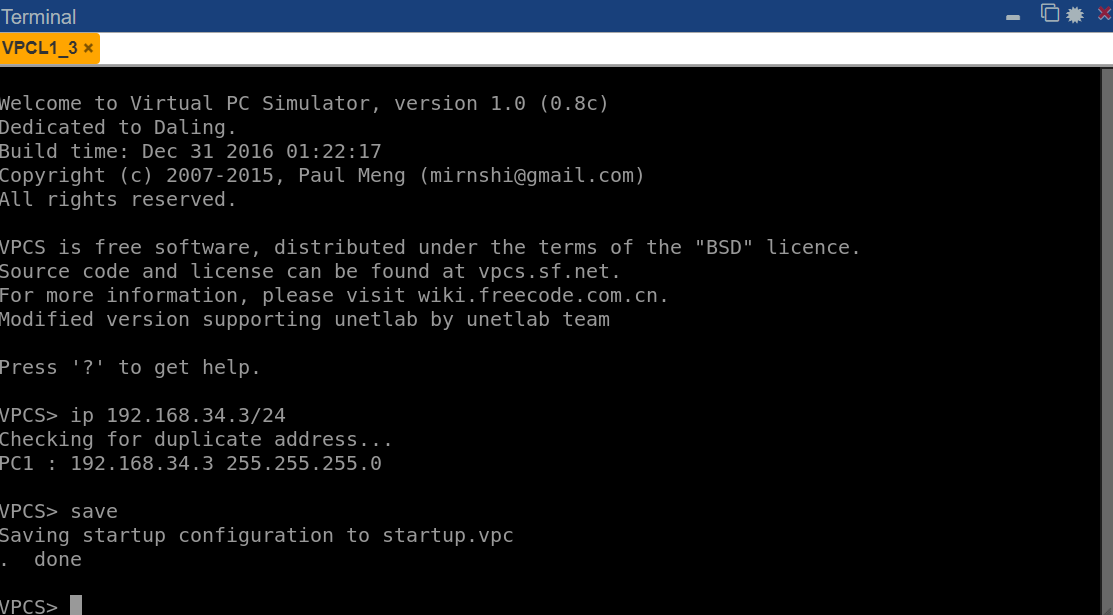 Terminal
VPCL1_3 ×
Welcome to Virtual PC Simulator, version 1.0 (0.8c)
Dedicated to Daling.
Build time: Dec 31 2016 01:22:17
Copyright (c) 2007-2015, Paul Meng (mirnshi@gmail.com)
All rights reserved.
VPCS is free software, distributed under the terms of the "BSD" licence.
Source code and license can be found at vpcs.sf.net.
For more information, please visit wiki.freecode.com.cn.
Modified version supporting unetlab by unetlab team
Press '?' to get help.
VPCS> ip 192.168.34.3/24
Checking for duplicate address...
PC1 : 192.168.34.3 255.255.255.0
VPCS> save
Saving startup configuration to startup.vpc
.  done
VPCS>